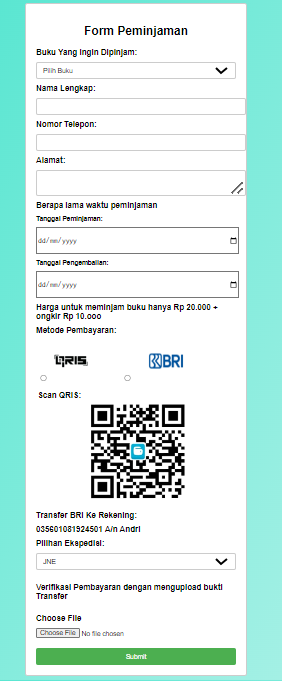 Form Peminjaman
Buku Yang Ingin Dipinjam:
Pilih Buku
Nama Lengkap:
Nomor Telepon:
Alamat:
Berapa lama waktu peminjaman
Tanggal Peminjaman:
dd/mm/yyyy
Tanggal Pengembalian:
dd/mm/yyyy
Harga untuk meminjam buku hanya Rp 20.000 +
ongkir Rp 10.000
Metode Pembayaran:
QRIS BRI
Scan QRIS:
Transfer BRI Ke Rekening:
035601081924501 A/n Andri
Pilihan Ekspedisi:
JNE
Verifikasi Pembayaran dengan mengupload bukti
Transfer
Choose File
Choose File No file chosen
Submit